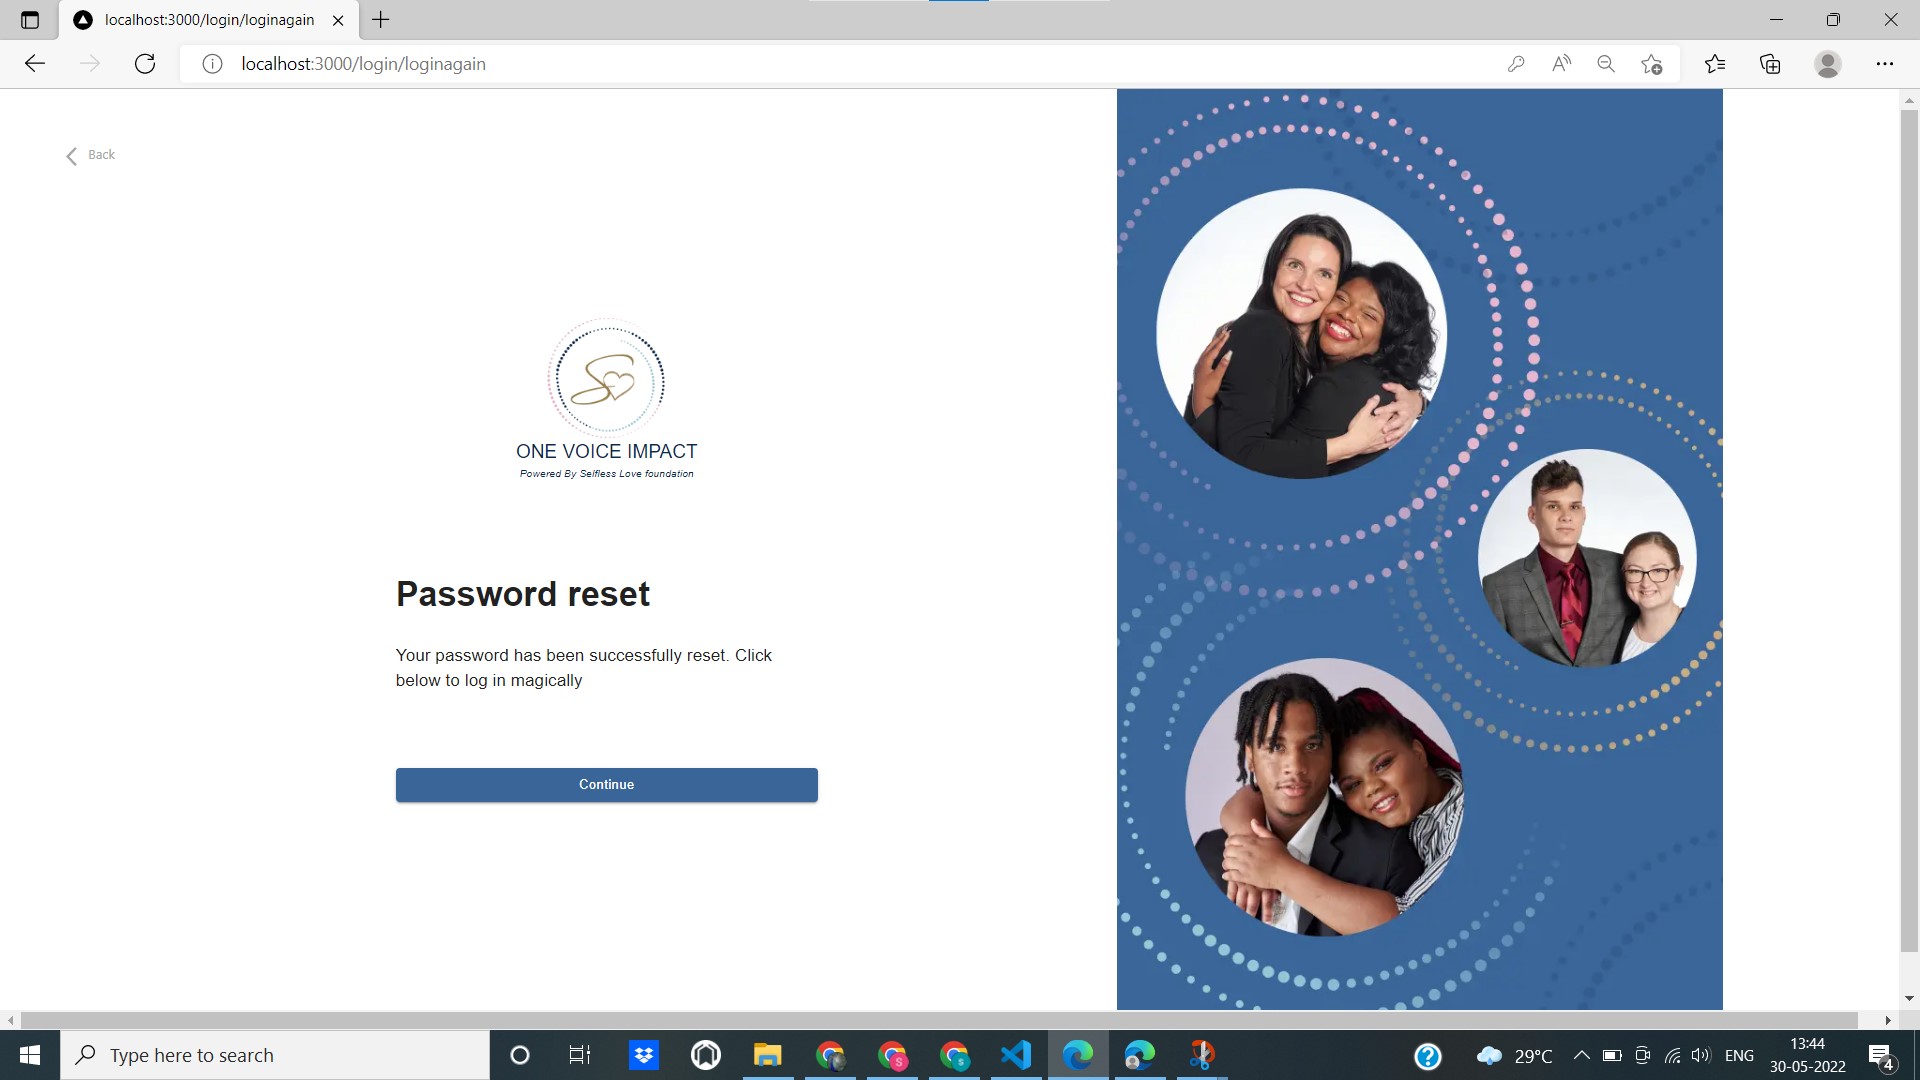 localhost:3000/login/loginagain
localhost:3000/login/loginagain
Back
ONE VOICE IMPACT
Powered By Selfless Love foundation
Password reset
Your password has been successfully reset. Click
below to log in magically
Continue
Type here to search
29°C
ENG
13:44
30-05-2022
4